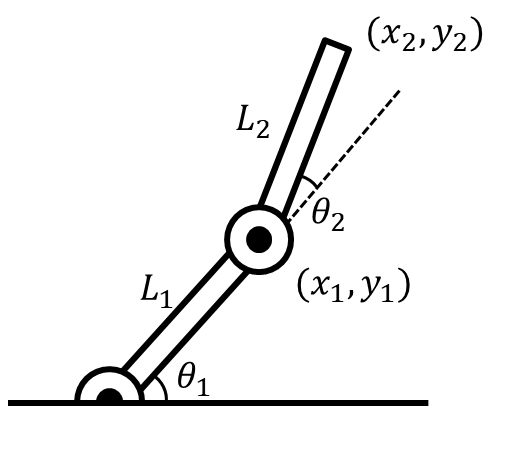 (x₂, y₂)
L₂
θ₂
L₁
(x₁, y₁)
θ₁